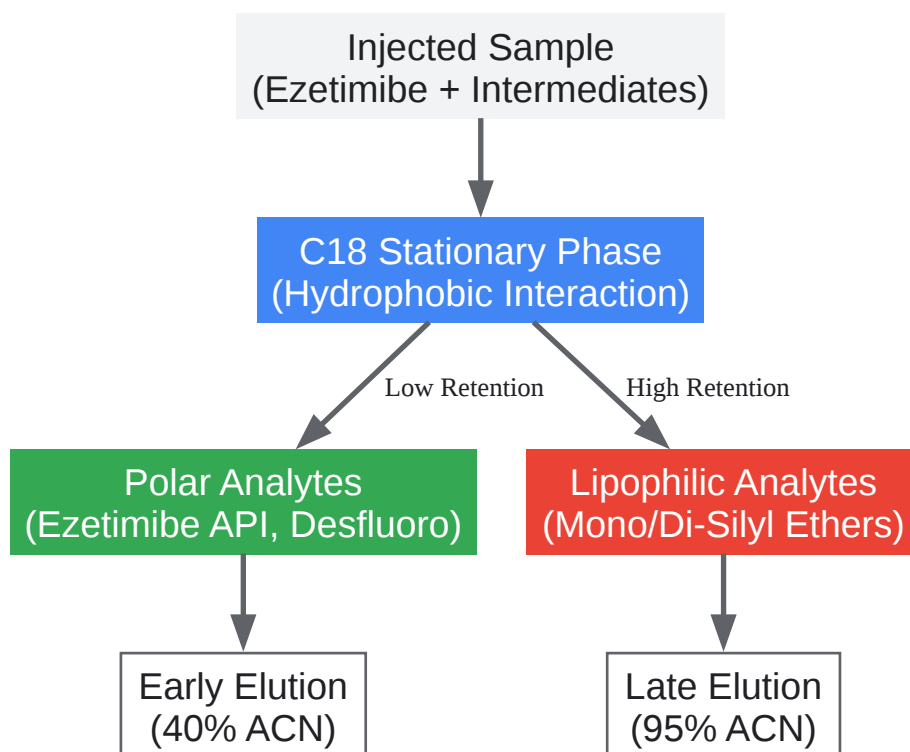 Injected Sample
(Ezetimibe + Intermediates)
C18 Stationary Phase
(Hydrophobic Interaction)
Low Retention
High Retention
Polar Analytes
(Ezetimibe API, Desfluoro)
Lipophilic Analytes
(Mono/Di-Silyl Ethers)
Early Elution
(40% ACN)
Late Elution
(95% ACN)